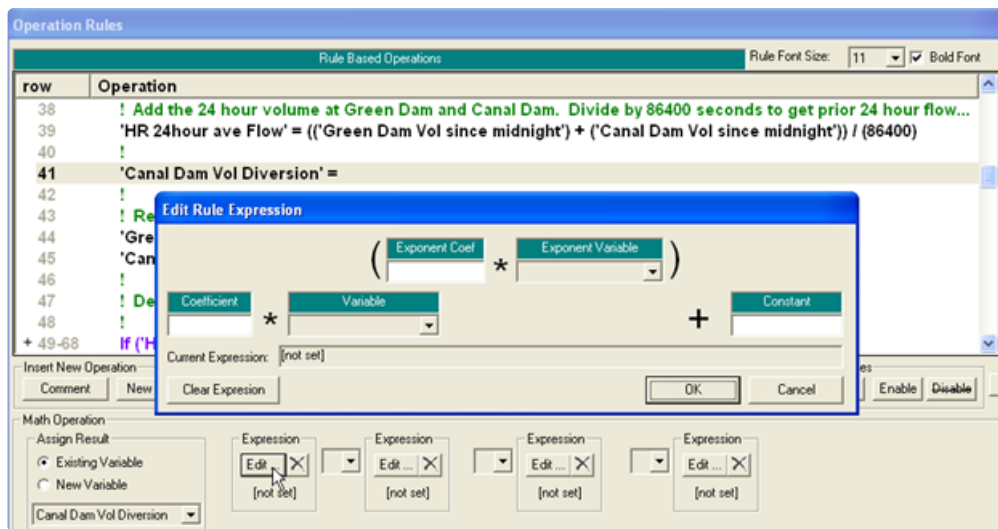 Operation Rules
Rule Based Operations Rule Font Size: 11 Bold Font
row Operation
38 ! Add the 24 hour volume at Green Dam and Canal Dam. Divide by 86400 seconds to get prior 24 hour flow...
39 'HR 24hour ave Flow' = (('Green Dam Vol since midnight') + ('Canal Dam Vol since midnight')) / (86400)
40 !
41 'Canal Dam Vol Diversion' =
42 !
43 ! Re
44 'Gre
45 'Can
46 !
47 ! De
48 !
+ 49-68 If ('H
Edit Rule Expression
( Exponent Coef * Exponent Variable )
Coefficient * Variable + Constant
Current Expression: [not set]
Clear Expresion OK Cancel
Insert New Operation es
Comment New Enable Disable
Math Operation
Assign Result Expression Expression Expression Expression
Existing Variable Edit ... Edit ... Edit ... Edit ...
New Variable [not set] [not set] [not set] [not set]
Canal Dam Vol Diversion